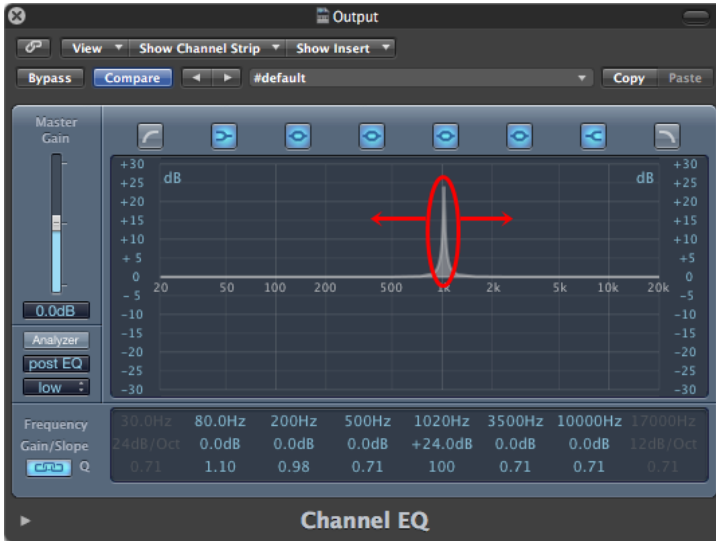 Output
View Show Channel Strip Show Insert
Bypass Compare #default Copy Paste
Master
Gain
+30 dB dB +30
+25 +25
+20 +20
+15 +15
+10 +10
+ 5 +5
0 0
20 50 100 200 500 1k 2k 5k 10k 20k
- 5 -5
0.0dB
-10 -10
Analyzer
-15 -15
post EQ
-20 -20
low
-25 -25
-30 -30
Frequency 30.0Hz 80.0Hz 200Hz 500Hz 1020Hz 3500Hz 10000Hz 17000Hz
Gain/Slope 24dB/Oct 0.0dB 0.0dB 0.0dB +24.0dB 0.0dB 0.0dB 12dB/Oct
Q 0.71 1.10 0.98 0.71 100 0.71 0.71 0.71
Channel EQ